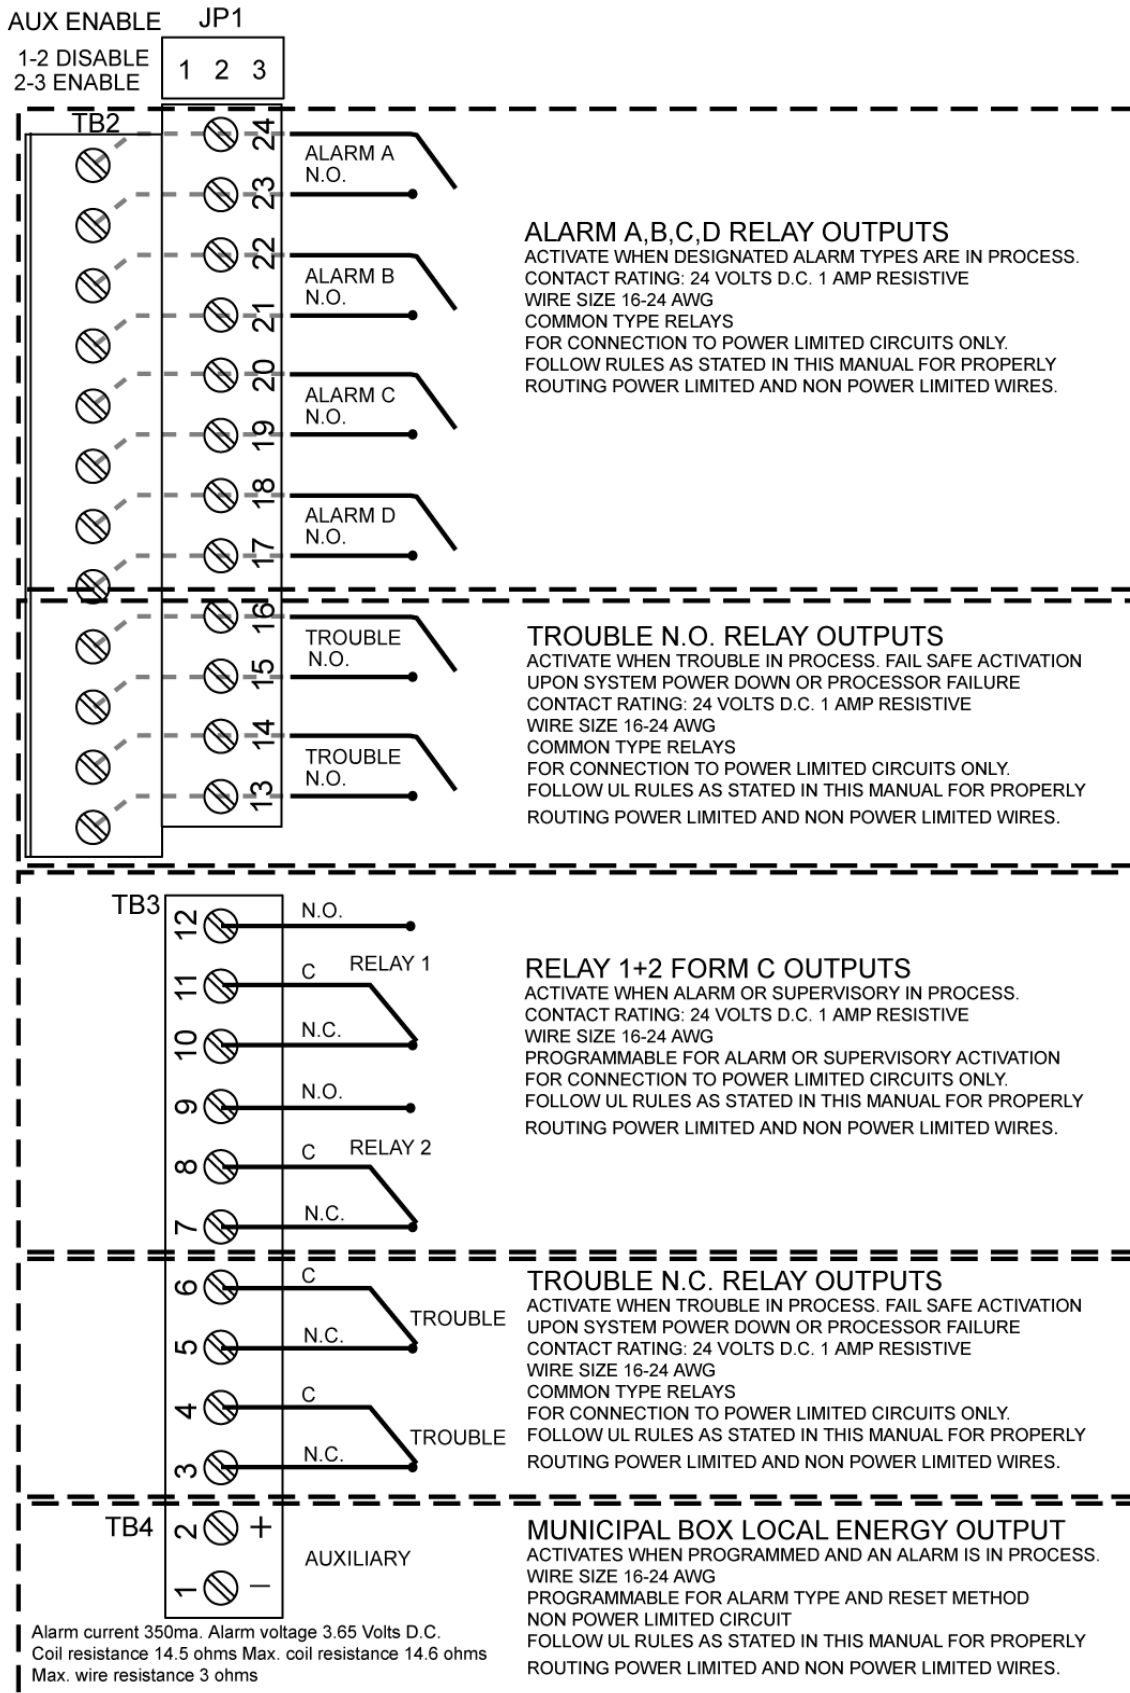 AUX ENABLE
JP1
1-2 DISABLE
2-3 ENABLE
1 2 3
TB2
24
ALARM A
N.O.
23
22
ALARM B
N.O.
21
20
ALARM C
N.O.
19
18
ALARM D
N.O.
17
ALARM A,B,C,D RELAY OUTPUTS
ACTIVATE WHEN DESIGNATED ALARM TYPES ARE IN PROCESS.
CONTACT RATING: 24 VOLTS D.C. 1 AMP RESISTIVE
WIRE SIZE 16-24 AWG
COMMON TYPE RELAYS
FOR CONNECTION TO POWER LIMITED CIRCUITS ONLY.
FOLLOW RULES AS STATED IN THIS MANUAL FOR PROPERLY
ROUTING POWER LIMITED AND NON POWER LIMITED WIRES.
16
TROUBLE
N.O.
15
14
TROUBLE
N.O.
13
TROUBLE N.O. RELAY OUTPUTS
ACTIVATE WHEN TROUBLE IN PROCESS. FAIL SAFE ACTIVATION
UPON SYSTEM POWER DOWN OR PROCESSOR FAILURE
CONTACT RATING: 24 VOLTS D.C. 1 AMP RESISTIVE
WIRE SIZE 16-24 AWG
COMMON TYPE RELAYS
FOR CONNECTION TO POWER LIMITED CIRCUITS ONLY.
FOLLOW UL RULES AS STATED IN THIS MANUAL FOR PROPERLY
ROUTING POWER LIMITED AND NON POWER LIMITED WIRES.
TB3
12
N.O.
11
C
RELAY 1
10
N.C.
9
N.O.
8
C
RELAY 2
7
N.C.
RELAY 1+2 FORM C OUTPUTS
ACTIVATE WHEN ALARM OR SUPERVISORY IN PROCESS.
CONTACT RATING: 24 VOLTS D.C. 1 AMP RESISTIVE
WIRE SIZE 16-24 AWG
PROGRAMMABLE FOR ALARM OR SUPERVISORY ACTIVATION
FOR CONNECTION TO POWER LIMITED CIRCUITS ONLY.
FOLLOW UL RULES AS STATED IN THIS MANUAL FOR PROPERLY
ROUTING POWER LIMITED AND NON POWER LIMITED WIRES.
6
C
TROUBLE
5
N.C.
4
C
TROUBLE
3
N.C.
TROUBLE N.C. RELAY OUTPUTS
ACTIVATE WHEN TROUBLE IN PROCESS. FAIL SAFE ACTIVATION
UPON SYSTEM POWER DOWN OR PROCESSOR FAILURE
CONTACT RATING: 24 VOLTS D.C. 1 AMP RESISTIVE
WIRE SIZE 16-24 AWG
COMMON TYPE RELAYS
FOR CONNECTION TO POWER LIMITED CIRCUITS ONLY.
FOLLOW UL RULES AS STATED IN THIS MANUAL FOR PROPERLY
ROUTING POWER LIMITED AND NON POWER LIMITED WIRES.
TB4
2 +
AUXILIARY
1 −
MUNICIPAL BOX LOCAL ENERGY OUTPUT
ACTIVATES WHEN PROGRAMMED AND AN ALARM IS IN PROCESS.
WIRE SIZE 16-24 AWG
PROGRAMMABLE FOR ALARM TYPE AND RESET METHOD
NON POWER LIMITED CIRCUIT
FOLLOW UL RULES AS STATED IN THIS MANUAL FOR PROPERLY
ROUTING POWER LIMITED AND NON POWER LIMITED WIRES.
Alarm current 350ma. Alarm voltage 3.65 Volts D.C.
Coil resistance 14.5 ohms Max. coil resistance 14.6 ohms
Max. wire resistance 3 ohms